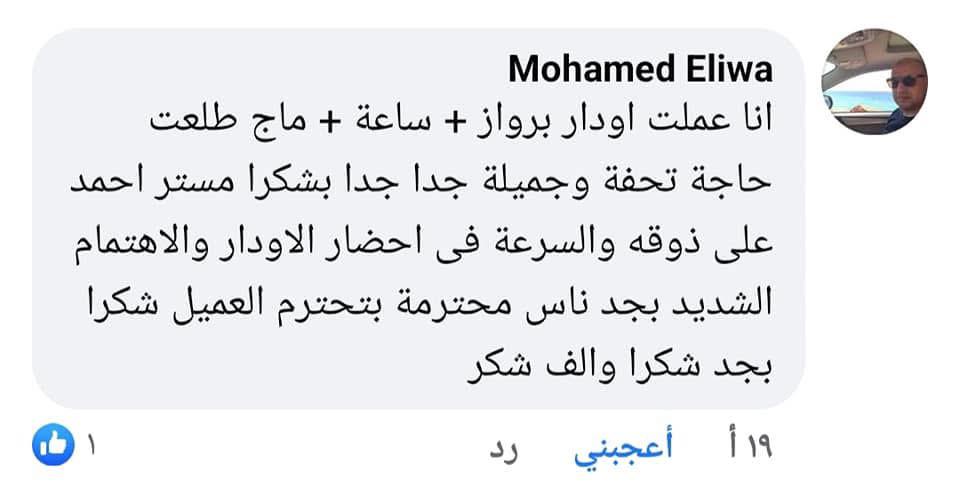 Mohamed Eliwa
انا عملت اودار برواز + ساعة + ماج طلعت
حاجة تحفة وجميلة جدا جدا بشكرا مستر احمد
على ذوقه والسرعة فى احضار الاودار والاهتمام
الشديد بجد ناس محترمة بتحترم العميل شكرا
بجد شكرا والف شكر
١٩ أ أعجبني رد ١